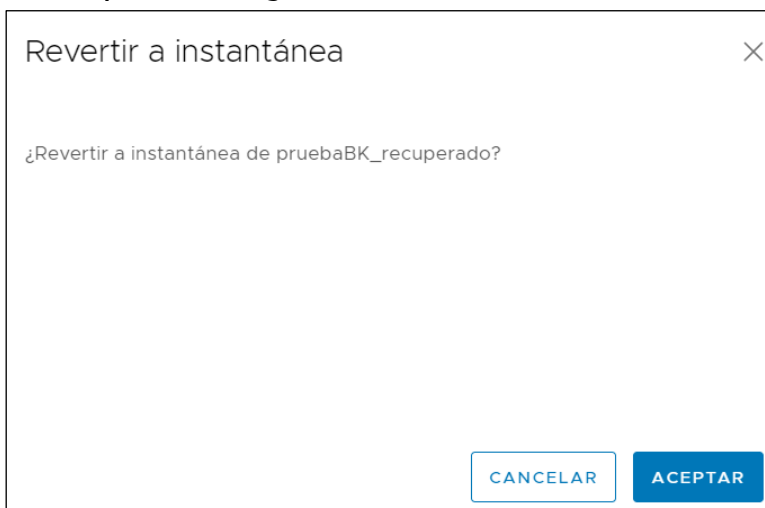 Revertir a instantánea
¿Revertir a instantánea de pruebaBK_recuperado?
CANCELAR ACEPTAR